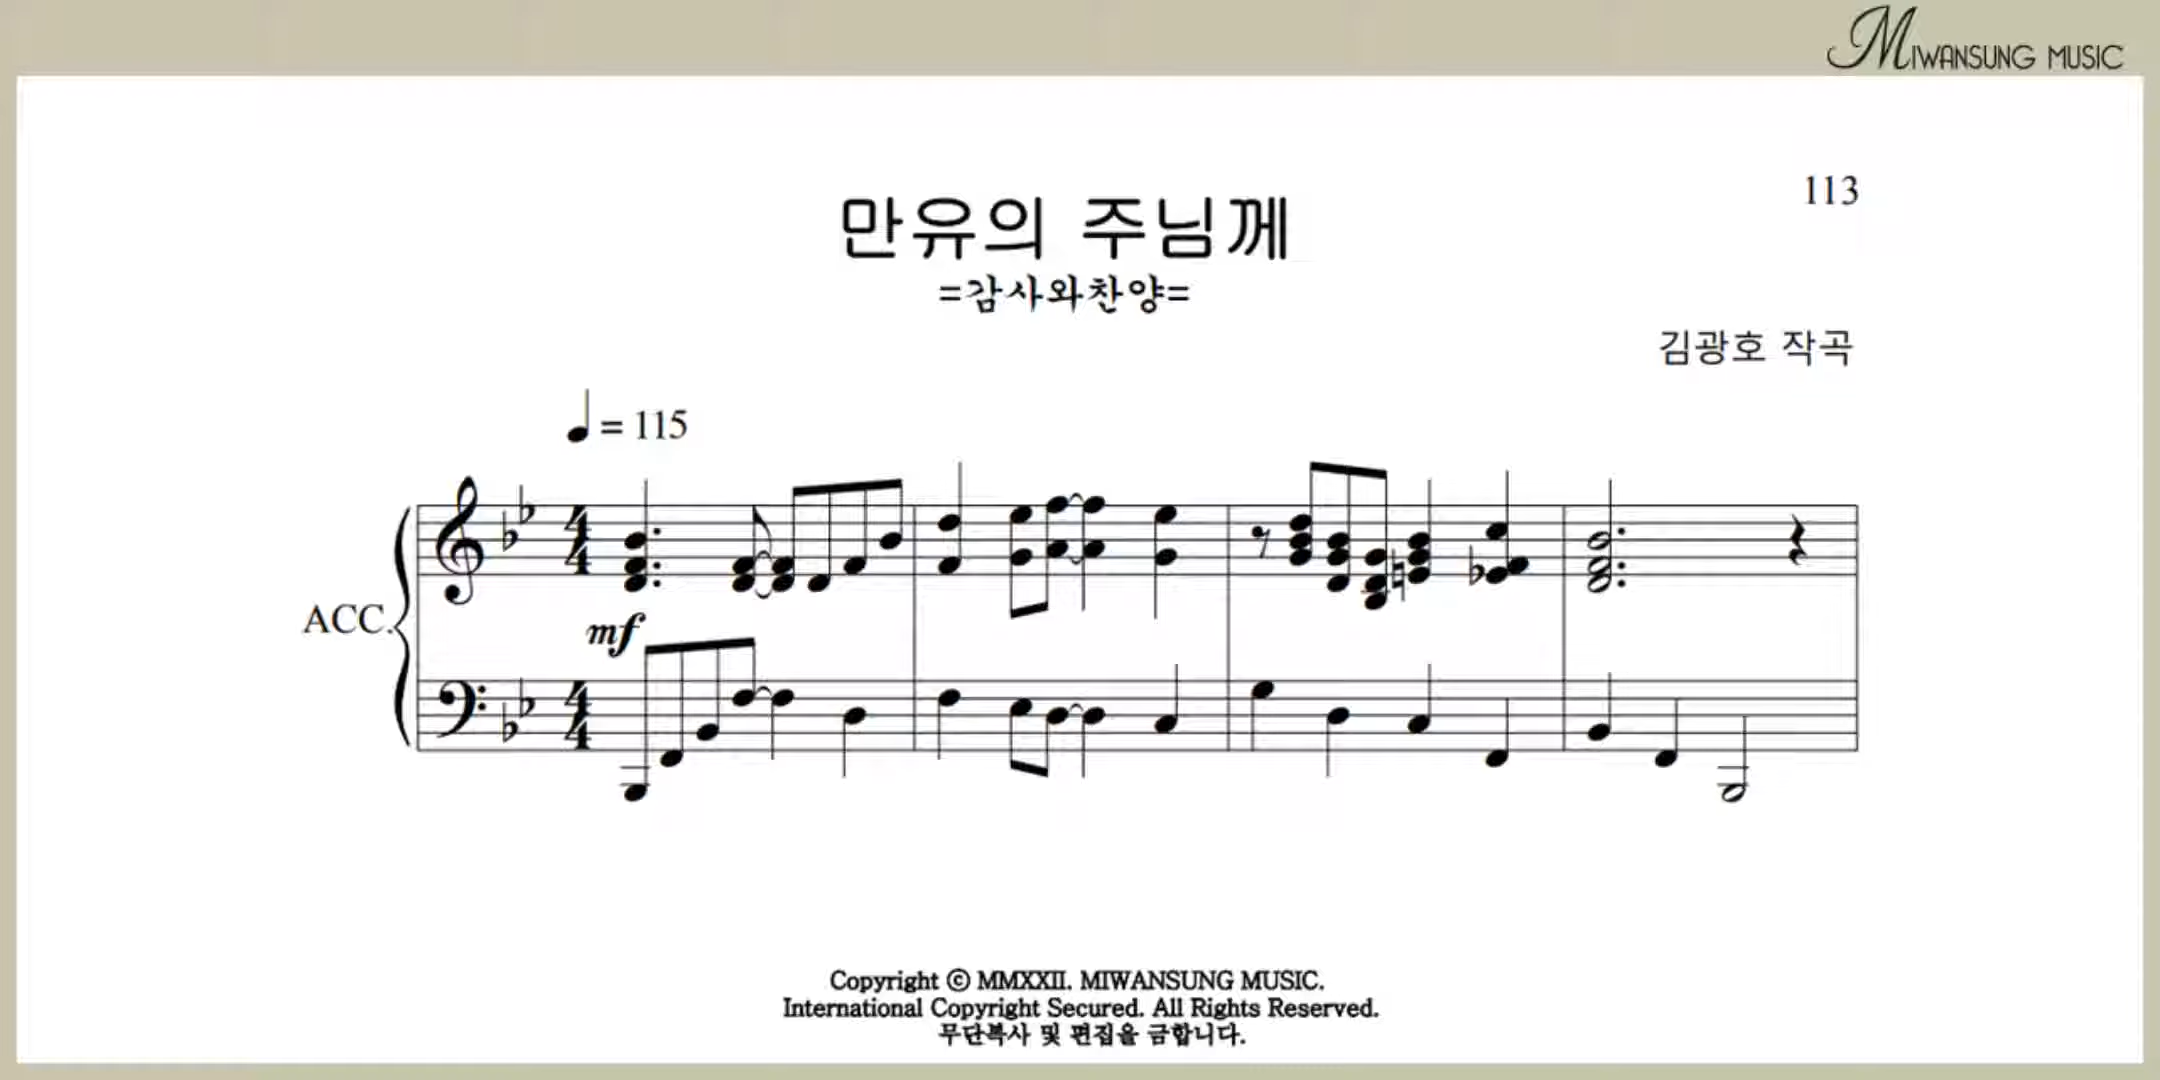 MIWANSUNG MUSIC
113
만유의 주님께
=감사와찬양=
김광호 작곡
= 115
ACC.
mf
Copyright ⓒ MMXXII. MIWANSUNG MUSIC.
International Copyright Secured. All Rights Reserved.
무단복사 및 편집을 금합니다.